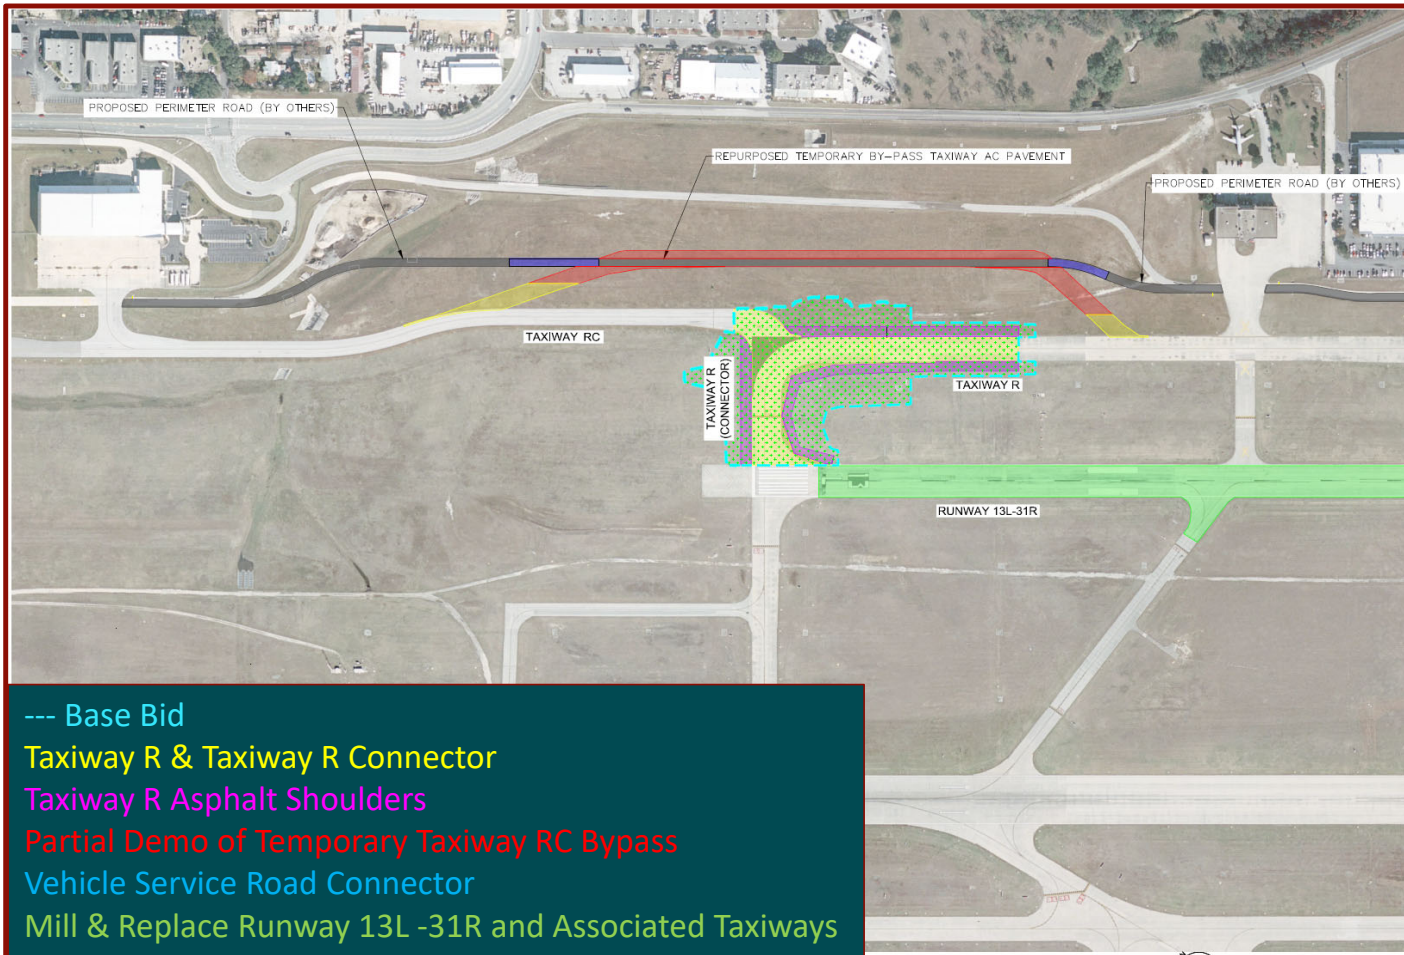 PROPOSED PERIMETER ROAD (BY OTHERS)
REPURPOSED TEMPORARY BY-PASS TAXIWAY AC PAVEMENT
PROPOSED PERIMETER ROAD (BY OTHERS)
TAXIWAY RC
TAXIWAY R
(CONNECTOR)
TAXIWAY R
RUNWAY 13L-31R
--- Base Bid
Taxiway R & Taxiway R Connector
Taxiway R Asphalt Shoulders
Partial Demo of Temporary Taxiway RC Bypass
Vehicle Service Road Connector
Mill & Replace Runway 13L -31R and Associated Taxiways